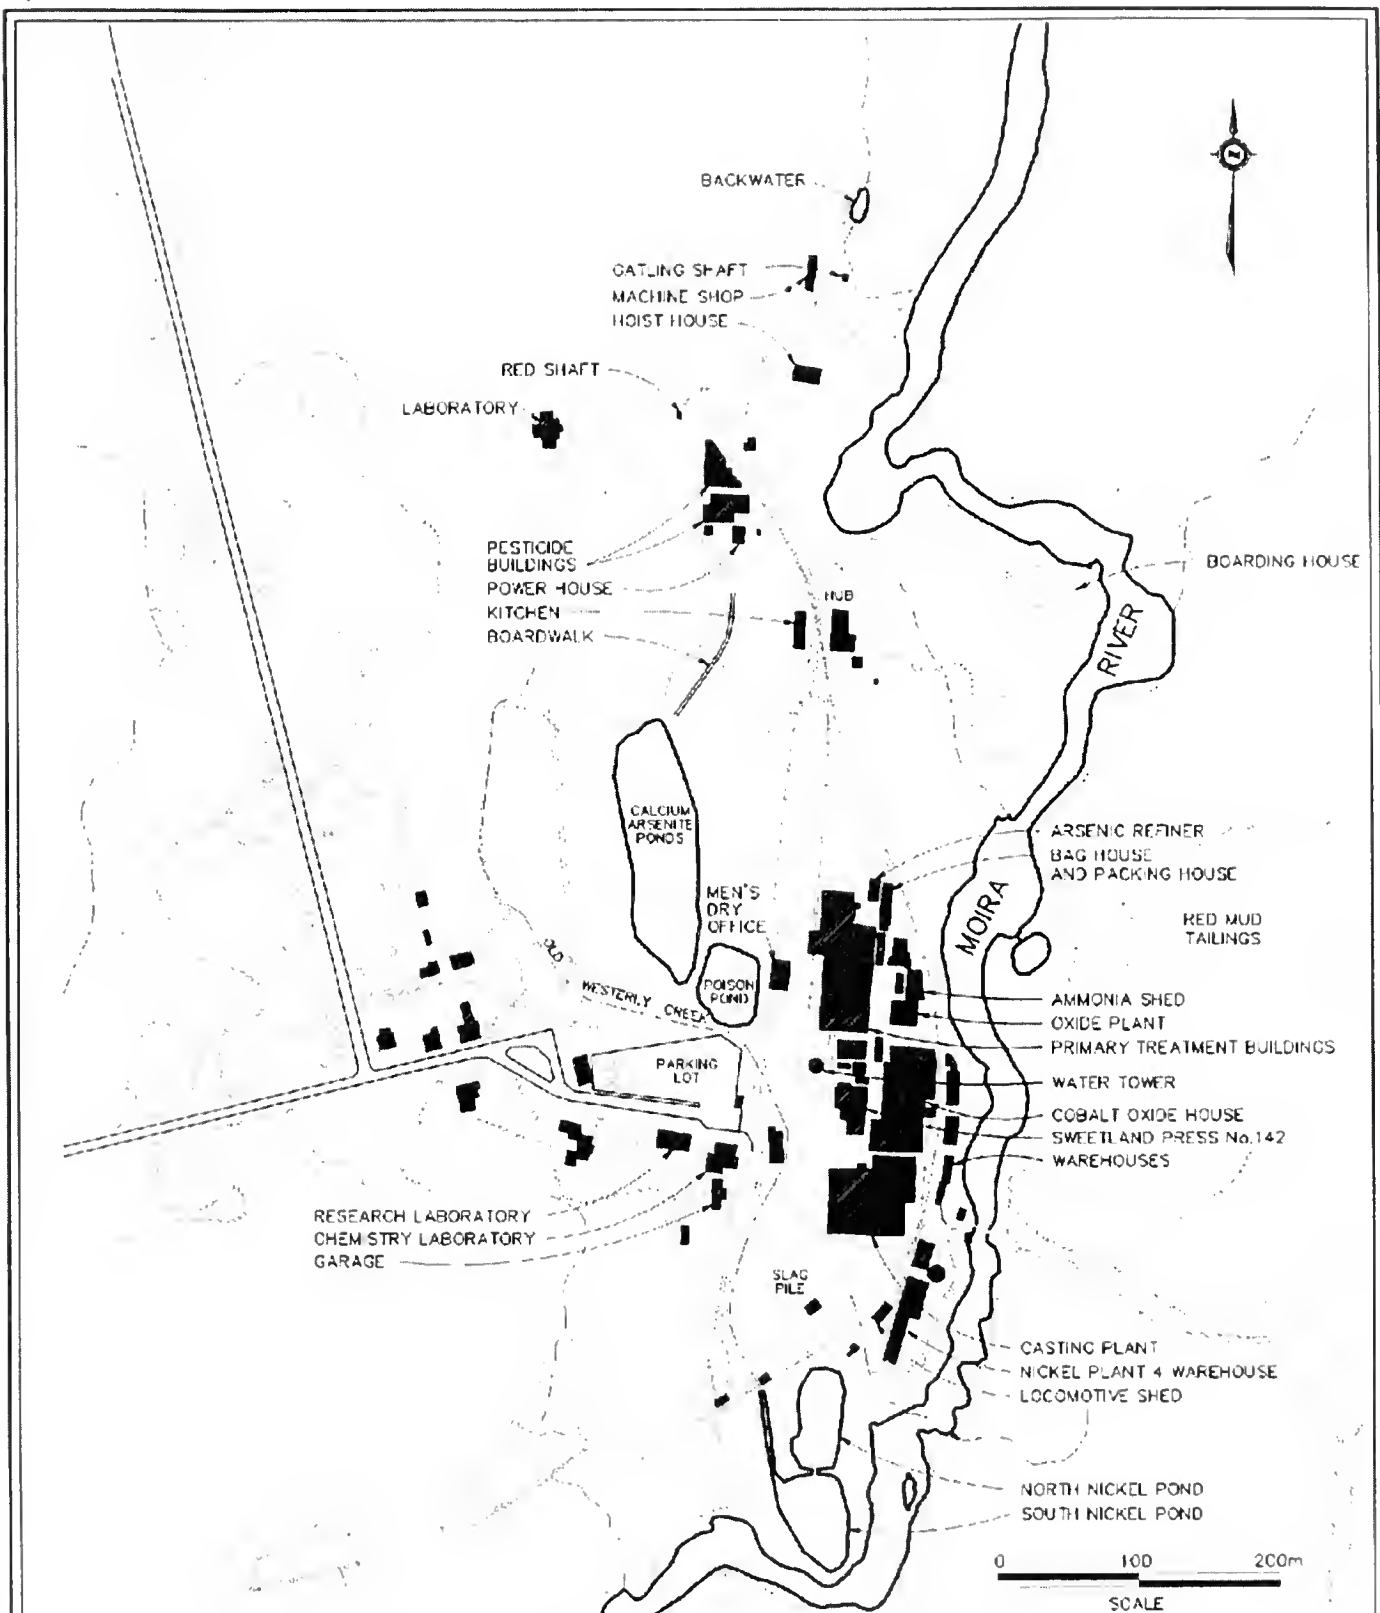 N
BACKWATER
GATLING SHAFT
MACHINE SHOP
HOIST HOUSE
RED SHAFT
LABORATORY
PESTICIDE
BUILDINGS
POWER HOUSE
KITCHEN
BOARDWALK
HUB
BOARDING HOUSE
RIVER
CALCIUM
ARSENITE
PONDS
MEN'S
DRY
OFFICE
ARSENIC REFINER
BAG HOUSE
AND PACKING HOUSE
MOIRA
RED MUD
TAILINGS
OLD
WESTERLY CREEK
POISON
POND
AMMONIA SHED
OXIDE PLANT
PRIMARY TREATMENT BUILDINGS
PARKING
LOT
WATER TOWER
COBALT OXIDE HOUSE
SWEETLAND PRESS No.142
WAREHOUSES
RESEARCH LABORATORY
CHEMISTRY LABORATORY
GARAGE
SLAG
PILE
CASTING PLANT
NICKEL PLANT 4 WAREHOUSE
LOCOMOTIVE SHED
NORTH NICKEL POND
SOUTH NICKEL POND
0 100 200m
SCALE